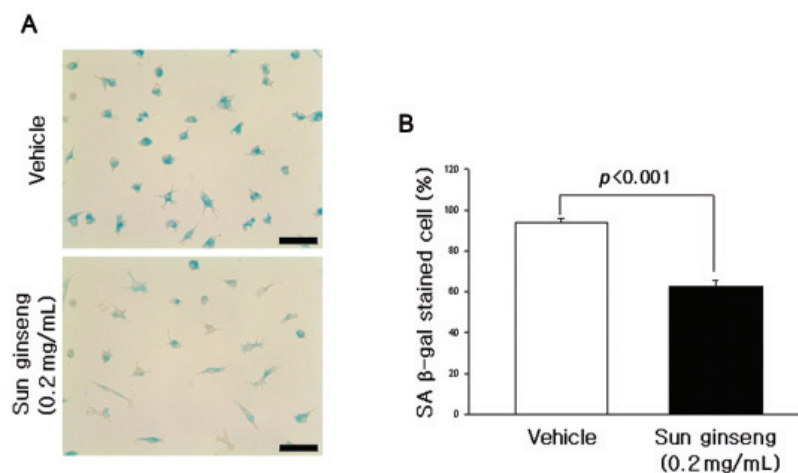 A
Vehicle
Sun ginseng
(0.2 mg/mL)
B
SA β-gal stained cell (%)
120
100
80
60
40
20
0
p<0.001
Vehicle
Sun ginseng
(0.2 mg/mL)